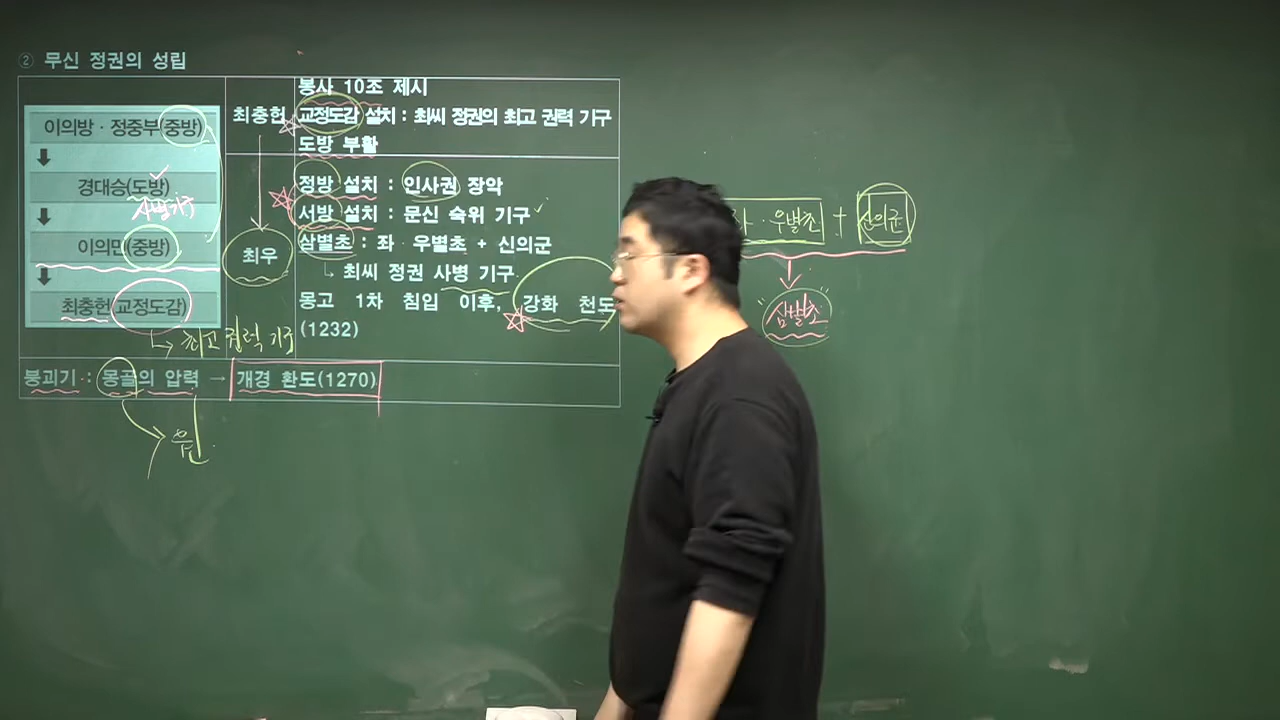 ② 무신 정권의 성립
이의방·정중부(중방)
경대승(도방)
사병기구
이의민(중방)
최충헌(교정도감)
최고 권력 기구
최충헌
봉사 10조 제시
교정도감 설치 : 최씨 정권의 최고 권력 기구
도방 부활
최우
정방 설치 : 인사권 장악
서방 설치 : 문신 숙위 기구
삼별초 : 좌·우별초 + 신의군
최씨 정권 사병 기구
몽고 1차 침입 이후, 강화 천도
(1232)
붕괴기 : 몽골의 압력 → 개경 환도(1270)
원
좌·우별초 + 신의군
"삼별초"